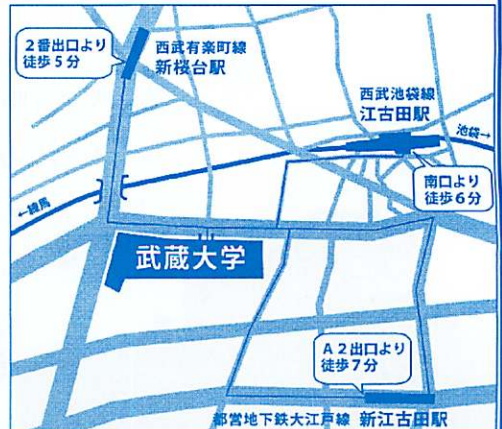 2番出口より
徒歩5分
西武有楽町線
新桜台駅
西武池袋線
江古田駅
池袋→
南口より
徒歩6分
←練馬
武蔵大学
A2出口より
徒歩7分
都営地下鉄大江戸線 新江古田駅